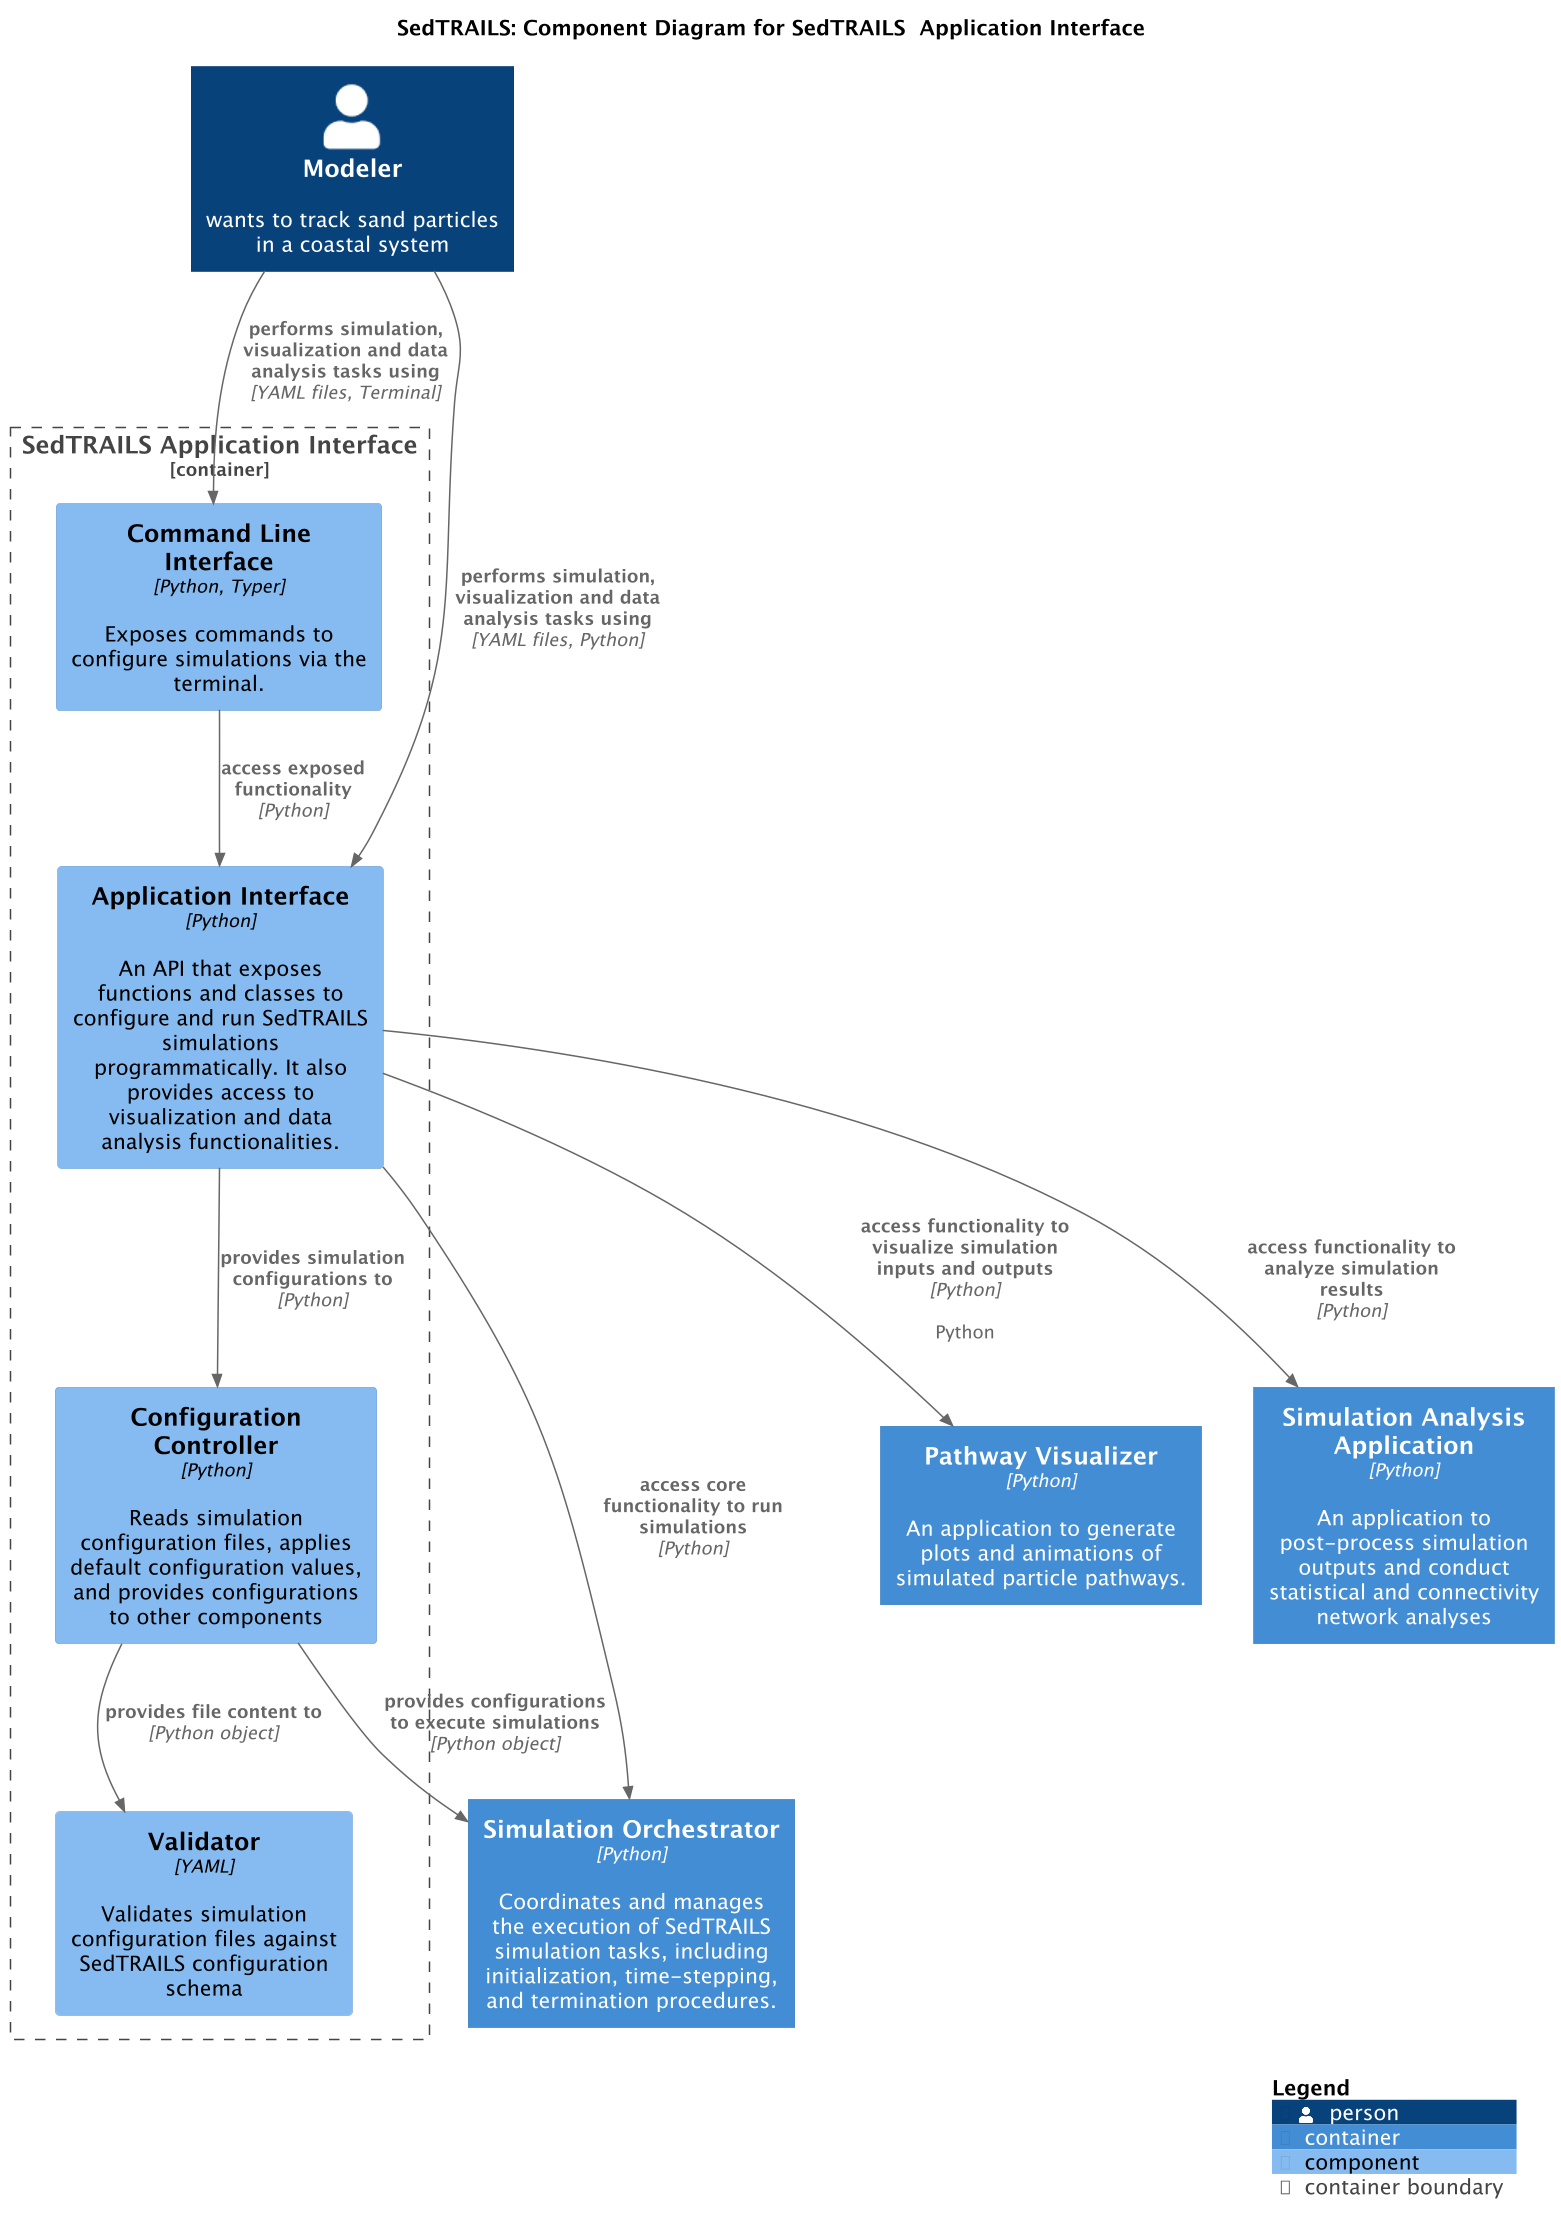 SedTRAILS: Component Diagram for SedTRAILS  Application Interface
Modeler
wants to track sand particles
in a coastal system
performs simulation,
visualization and data
analysis tasks using
[YAML files, Terminal]
SedTRAILS Application Interface
[container]
Command Line
Interface
[Python, Typer]
Exposes commands to
configure simulations via the
terminal.
performs simulation,
visualization and data
analysis tasks using
[YAML files, Python]
access exposed
functionality
[Python]
Application Interface
[Python]
An API that exposes
functions and classes to
configure and run SedTRAILS
simulations
programmatically. It also
provides access to
visualization and data
analysis functionalities.
provides simulation
configurations to
[Python]
access functionality to
visualize simulation
inputs and outputs
[Python]
Python
access functionality to
analyze simulation
results
[Python]
Configuration
Controller
[Python]
Reads simulation
configuration files, applies
default configuration values,
and provides configurations
to other components
access core
functionality to run
simulations
[Python]
Pathway Visualizer
[Python]
An application to generate
plots and animations of
simulated particle pathways.
Simulation Analysis
Application
[Python]
An application to
post-process simulation
outputs and conduct
statistical and connectivity
network analyses
provides file content to
[Python object]
provides configurations
to execute simulations
[Python object]
Validator
[YAML]
Validates simulation
configuration files against
SedTRAILS configuration
schema
Simulation Orchestrator
[Python]
Coordinates and manages
the execution of SedTRAILS
simulation tasks, including
initialization, time-stepping,
and termination procedures.
Legend
person
container
component
container boundary